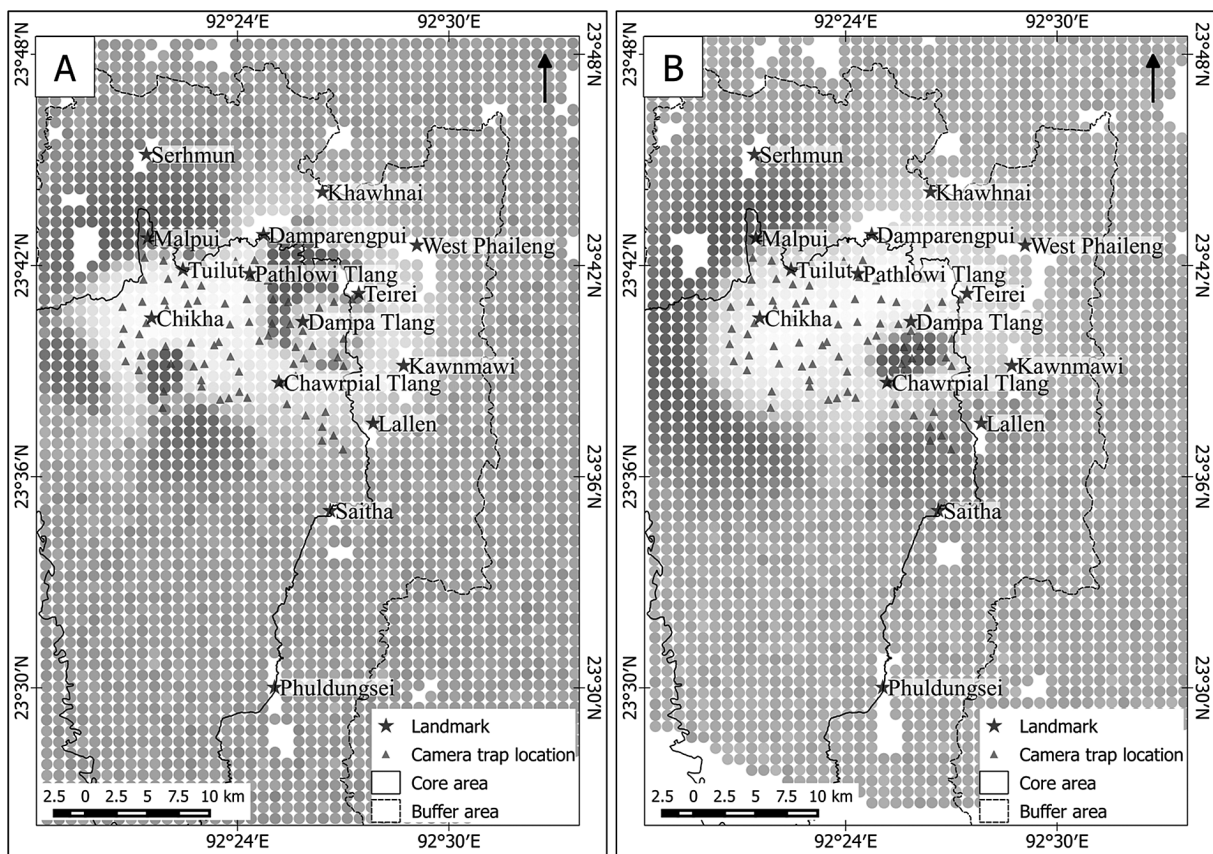 92°24′E 92°30′E
A
23°48′N 23°48′N
Serhmun
Khawhnai
Malpui Damparengpui West Phaileng
23°42′N 23°42′N
Tuilut Pathlowi Tlang
Teirei
Chikha Dampa Tlang
Kawnmawi
Chawrpial Tlang
Lallen
23°36′N 23°36′N
Saitha
23°30′N 23°30′N
Phuldungsei
Landmark
Camera trap location
Core area
Buffer area
2.5 0 2.5 5 7.5 10 km
92°24′E 92°30′E
92°24′E 92°30′E
B
23°48′N 23°48′N
Serhmun
Khawhnai
Malpui Damparengpui West Phaileng
23°42′N 23°42′N
Tuilut Pathlowi Tlang
Teirei
Chikha Dampa Tlang
Kawnmawi
Chawrpial Tlang
Lallen
23°36′N 23°36′N
Saitha
23°30′N 23°30′N
Phuldungsei
Landmark
Camera trap location
Core area
Buffer area
2.5 0 2.5 5 7.5 10 km
92°24′E 92°30′E